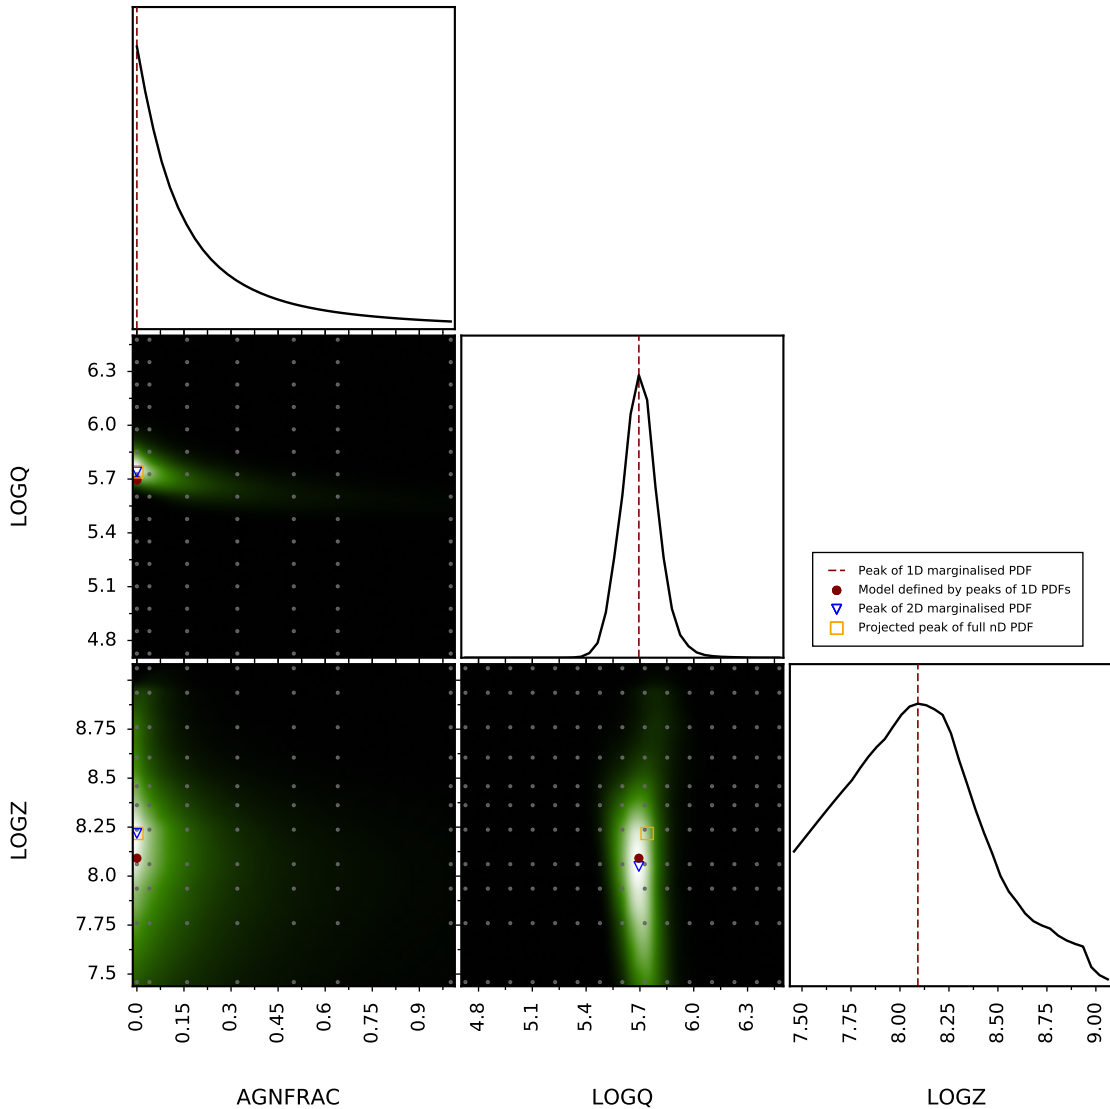 6.3
6.0
5.7
5.4
5.1
4.8
LOGQ
Peak of 1D marginalised PDF
Model defined by peaks of 1D PDFs
Peak of 2D marginalised PDF
Projected peak of full nD PDF
8.75
8.5
8.25
8.0
7.75
7.5
LOGZ
0.0 0.15 0.3 0.45 0.6 0.75 0.9
4.8 5.1 5.4 5.7 6.0 6.3
7.50 7.75 8.00 8.25 8.50 8.75 9.00
AGNFRAC LOGQ LOGZ